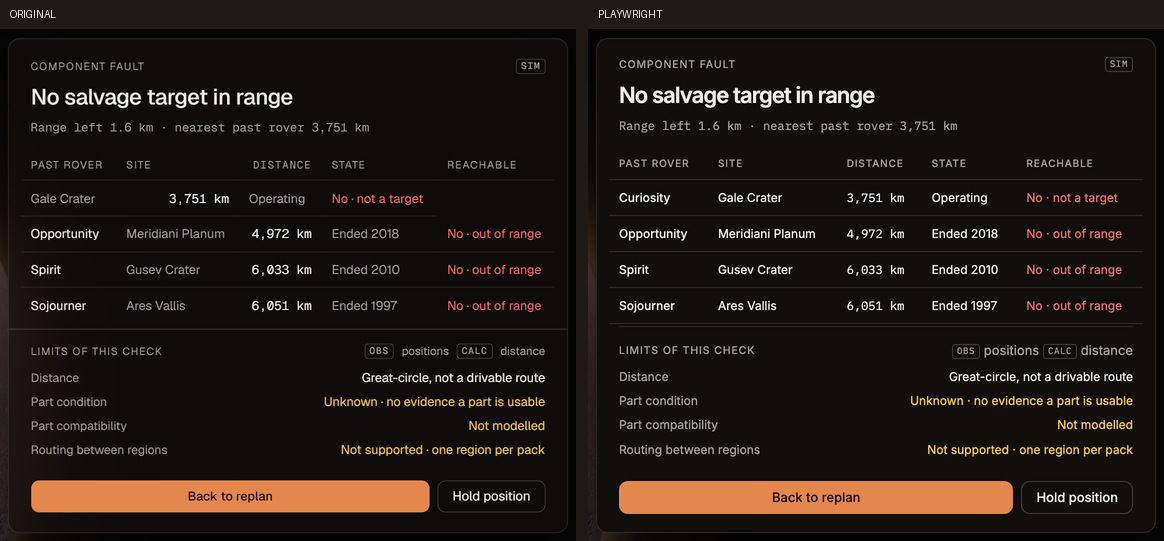 ORIGINAL
COMPONENT FAULT SIM
No salvage target in range
Range left 1.6 km · nearest past rover 3,751 km
PAST ROVER SITE DISTANCE STATE REACHABLE
Gale Crater 3,751 km Operating No · not a target
Opportunity Meridiani Planum 4,972 km Ended 2018 No · out of range
Spirit Gusev Crater 6,033 km Ended 2010 No · out of range
Sojourner Ares Vallis 6,051 km Ended 1997 No · out of range
LIMITS OF THIS CHECK OBS positions CALC distance
Distance Great-circle, not a drivable route
Part condition Unknown · no evidence a part is usable
Part compatibility Not modelled
Routing between regions Not supported · one region per pack
Back to replan Hold position
PLAYWRIGHT
COMPONENT FAULT SIM
No salvage target in range
Range left 1.6 km · nearest past rover 3,751 km
PAST ROVER SITE DISTANCE STATE REACHABLE
Curiosity Gale Crater 3,751 km Operating No · not a target
Opportunity Meridiani Planum 4,972 km Ended 2018 No · out of range
Spirit Gusev Crater 6,033 km Ended 2010 No · out of range
Sojourner Ares Vallis 6,051 km Ended 1997 No · out of range
LIMITS OF THIS CHECK OBS positions CALC distance
Distance Great-circle, not a drivable route
Part condition Unknown · no evidence a part is usable
Part compatibility Not modelled
Routing between regions Not supported · one region per pack
Back to replan Hold position